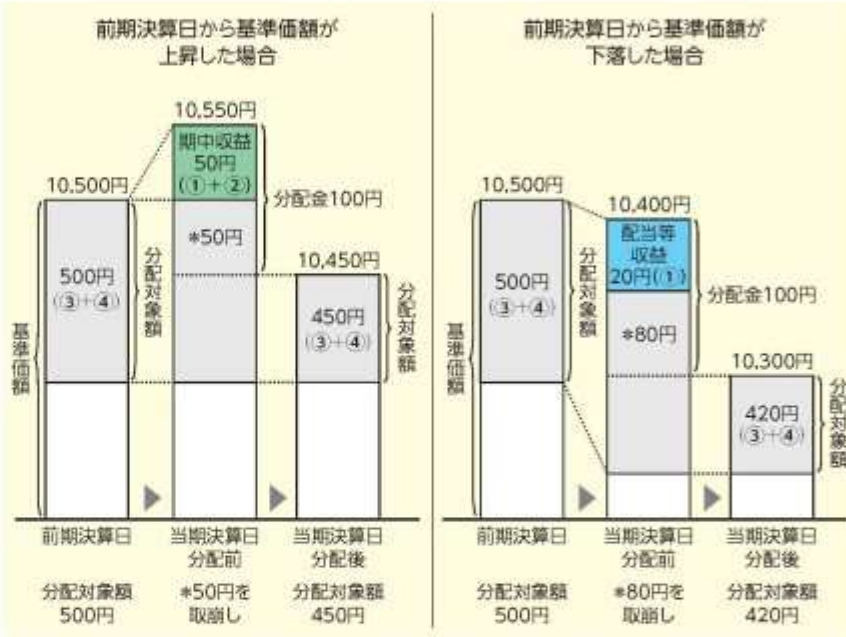 前期決算日から基準価額が
上昇した場合
10,550円
期中収益
50円
(①+②)
10,500円
分配金100円
*50円
10,450円
500円
(③+④)
分配対象額
450円
(③+④)
分配対象額
基準価額
前期決算日
当期決算日
分配前
当期決算日
分配後
分配対象額
500円
*50円を
取崩し
分配対象額
450円
前期決算日から基準価額が
下落した場合
10,500円
10,400円
配当等
収益
20円(①)
500円
(③+④)
分配対象額
分配金100円
*80円
10,300円
420円
(③+④)
分配対象額
基準価額
前期決算日
当期決算日
分配前
当期決算日
分配後
分配対象額
500円
*80円を
取崩し
分配対象額
420円